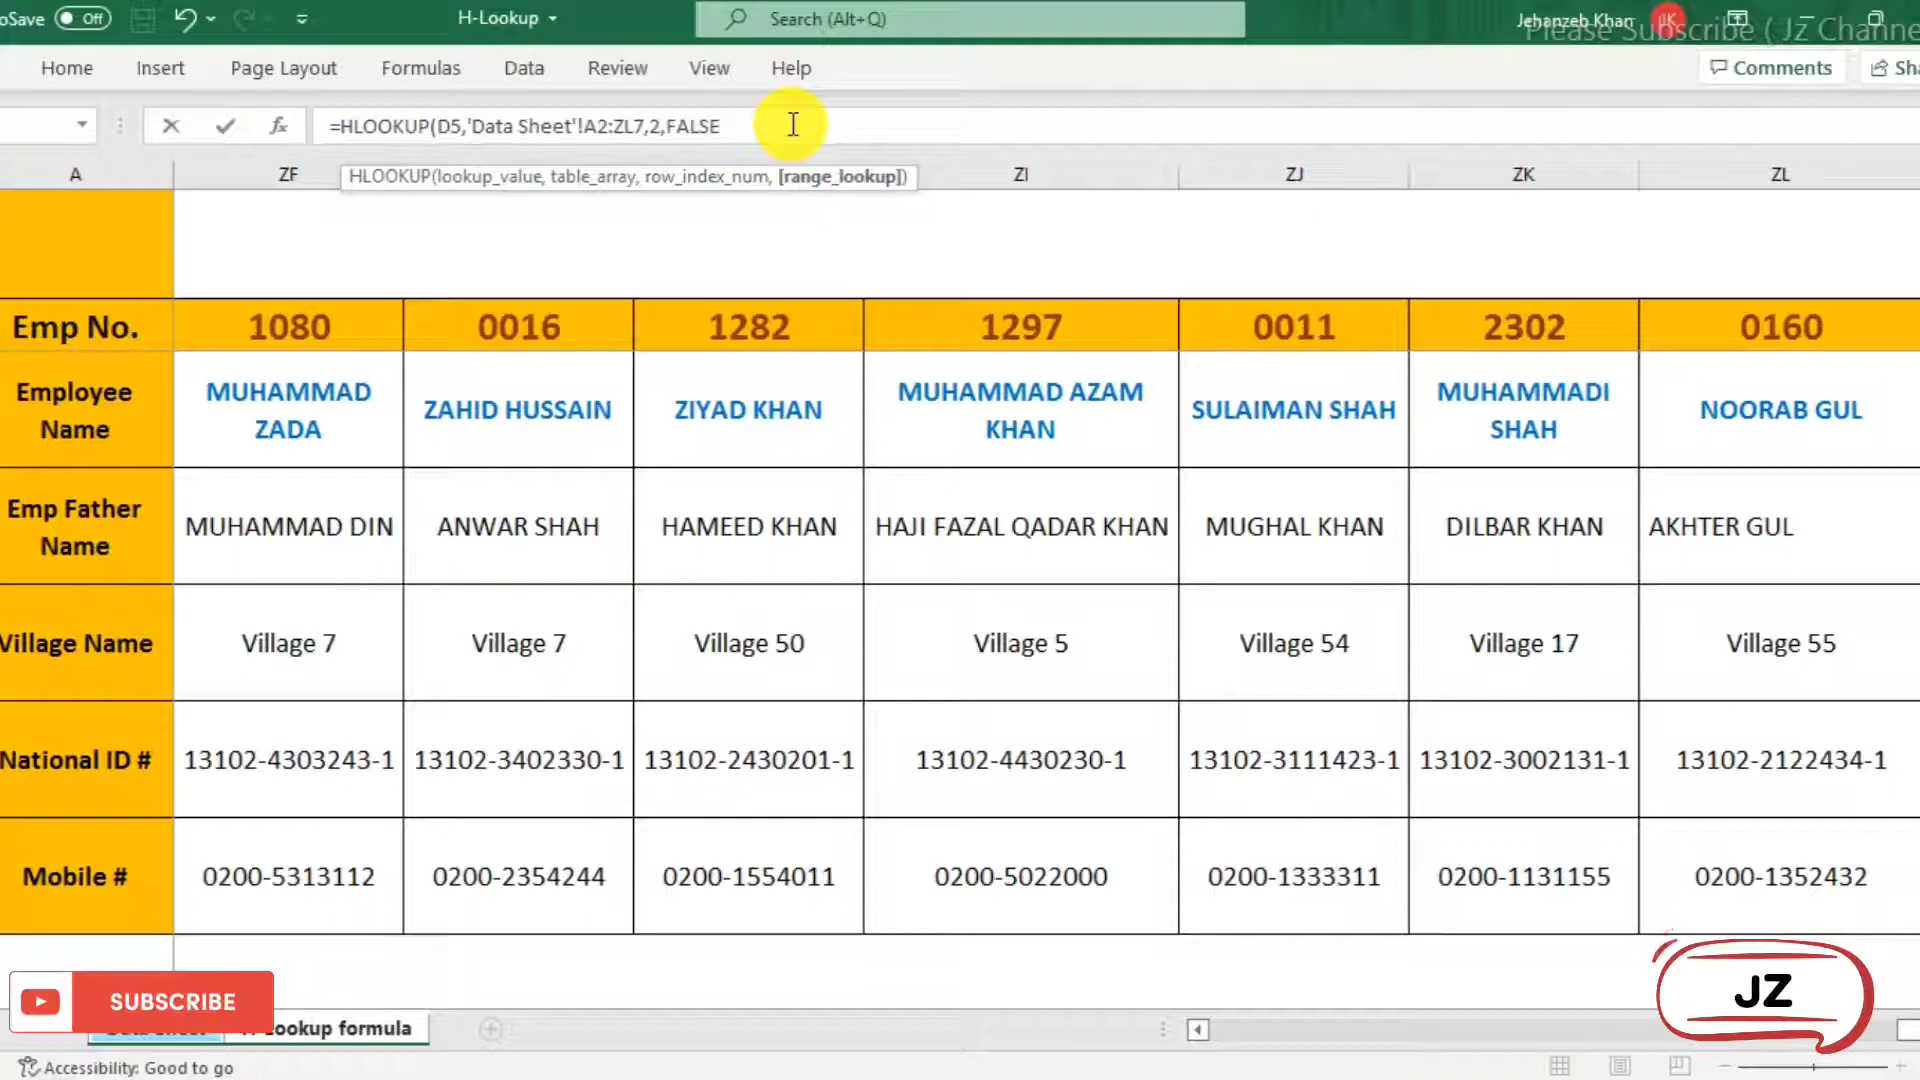 oSave Off H-Lookup Search (Alt+Q) Jehanzeb Khan JK
Please Subscribe ( JZ Channe
Home Insert Page Layout Formulas Data Review View Help Comments Sha
=HLOOKUP(D5,'Data Sheet'!A2:ZL7,2,FALSE
HLOOKUP(lookup_value, table_array, row_index_num, [range_lookup])
A ZF ZI ZJ ZK ZL
Emp No. 1080 0016 1282 1297 0011 2302 0160
Employee Name MUHAMMAD ZADA ZAHID HUSSAIN ZIYAD KHAN MUHAMMAD AZAM KHAN SULAIMAN SHAH MUHAMMADI SHAH NOORAB GUL
Emp Father Name MUHAMMAD DIN ANWAR SHAH HAMEED KHAN HAJI FAZAL QADAR KHAN MUGHAL KHAN DILBAR KHAN AKHTER GUL
Village Name Village 7 Village 7 Village 50 Village 5 Village 54 Village 17 Village 55
National ID # 13102-4303243-1 13102-3402330-1 13102-2430201-1 13102-4430230-1 13102-3111423-1 13102-3002131-1 13102-2122434-1
Mobile # 0200-5313112 0200-2354244 0200-1554011 0200-5022000 0200-1333311 0200-1131155 0200-1352432
SUBSCRIBE
JZ
ookup formula
Accessibility: Good to go